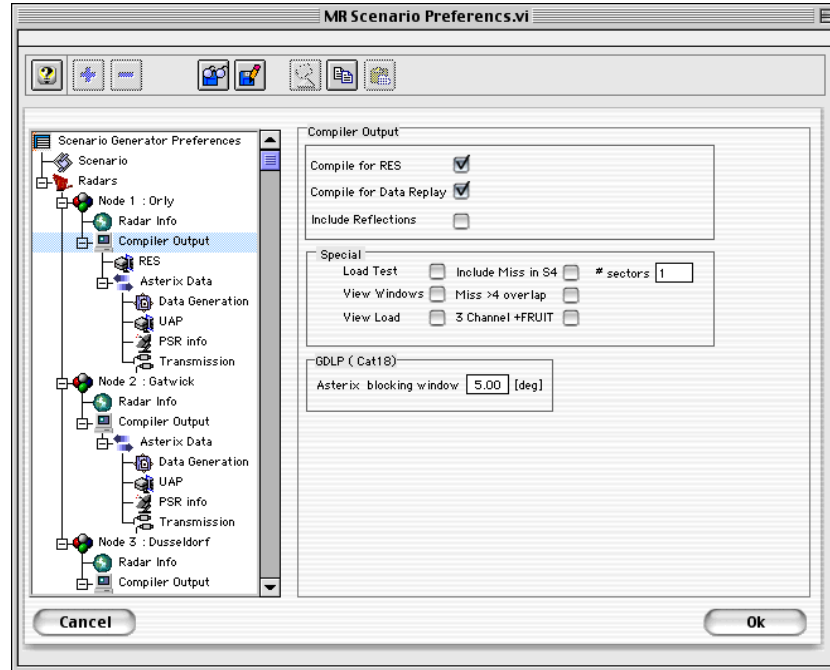 MR Scenario Preferencs.vi
Scenario Generator Preferences
Scenario
Radars
Node 1 : Orly
Radar Info
Compiler Output
RES
Asterix Data
Data Generation
UAP
PSR info
Transmission
Node 2 : Gatwick
Radar Info
Compiler Output
Asterix Data
Data Generation
UAP
PSR info
Transmission
Node 3 : Dusseldorf
Radar Info
Compiler Output
Compiler Output
Compile for RES
Compile for Data Replay
Include Reflections
Special
Load Test Include Miss in S4 # sectors 1
View Windows Miss >4 overlap
View Load 3 Channel +FRUIT
GDLP ( Cat18)
Asterix blocking window 5.00 [deg]
Cancel Ok